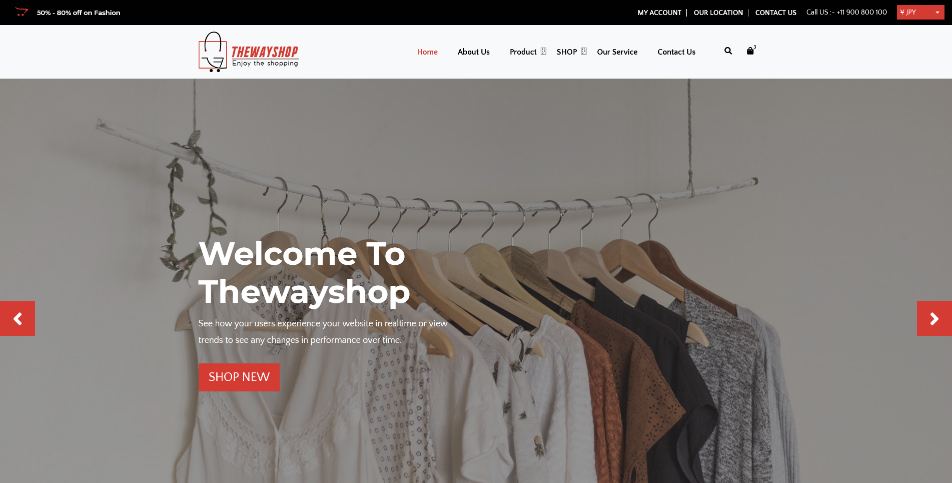 50% - 80% off on Fashion
MY ACCOUNT
OUR LOCATION
CONTACT US
Call US :- +11 900 800 100
¥ JPY
THEWAYSHOP
Enjoy the shopping
Home
About Us
Product
SHOP
Our Service
Contact Us
3
Welcome To
Thewayshop
See how your users experience your website in realtime or view
trends to see any changes in performance over time.
SHOP NEW